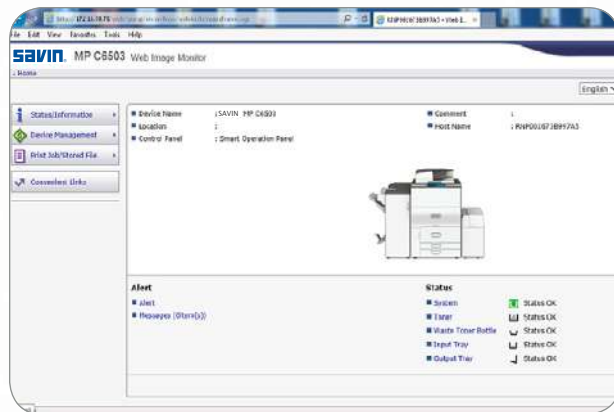 File Edit View Favorites Tools Help
SAVIN. MP C6503 Web Image Monitor
: Home
English
Status/Information
Device Management
Print Job/Stored File
Convenient Links
Device Name : SAVIN MP C6503
Location :
Control Panel : Smart Operation Panel
Comment :
Host Name : RNP002673B997A3
Alert
Alert
Messages (0item(s))
Status
System Status OK
Toner Status OK
Waste Toner Bottle Status OK
Input Tray Status OK
Output Tray Status OK